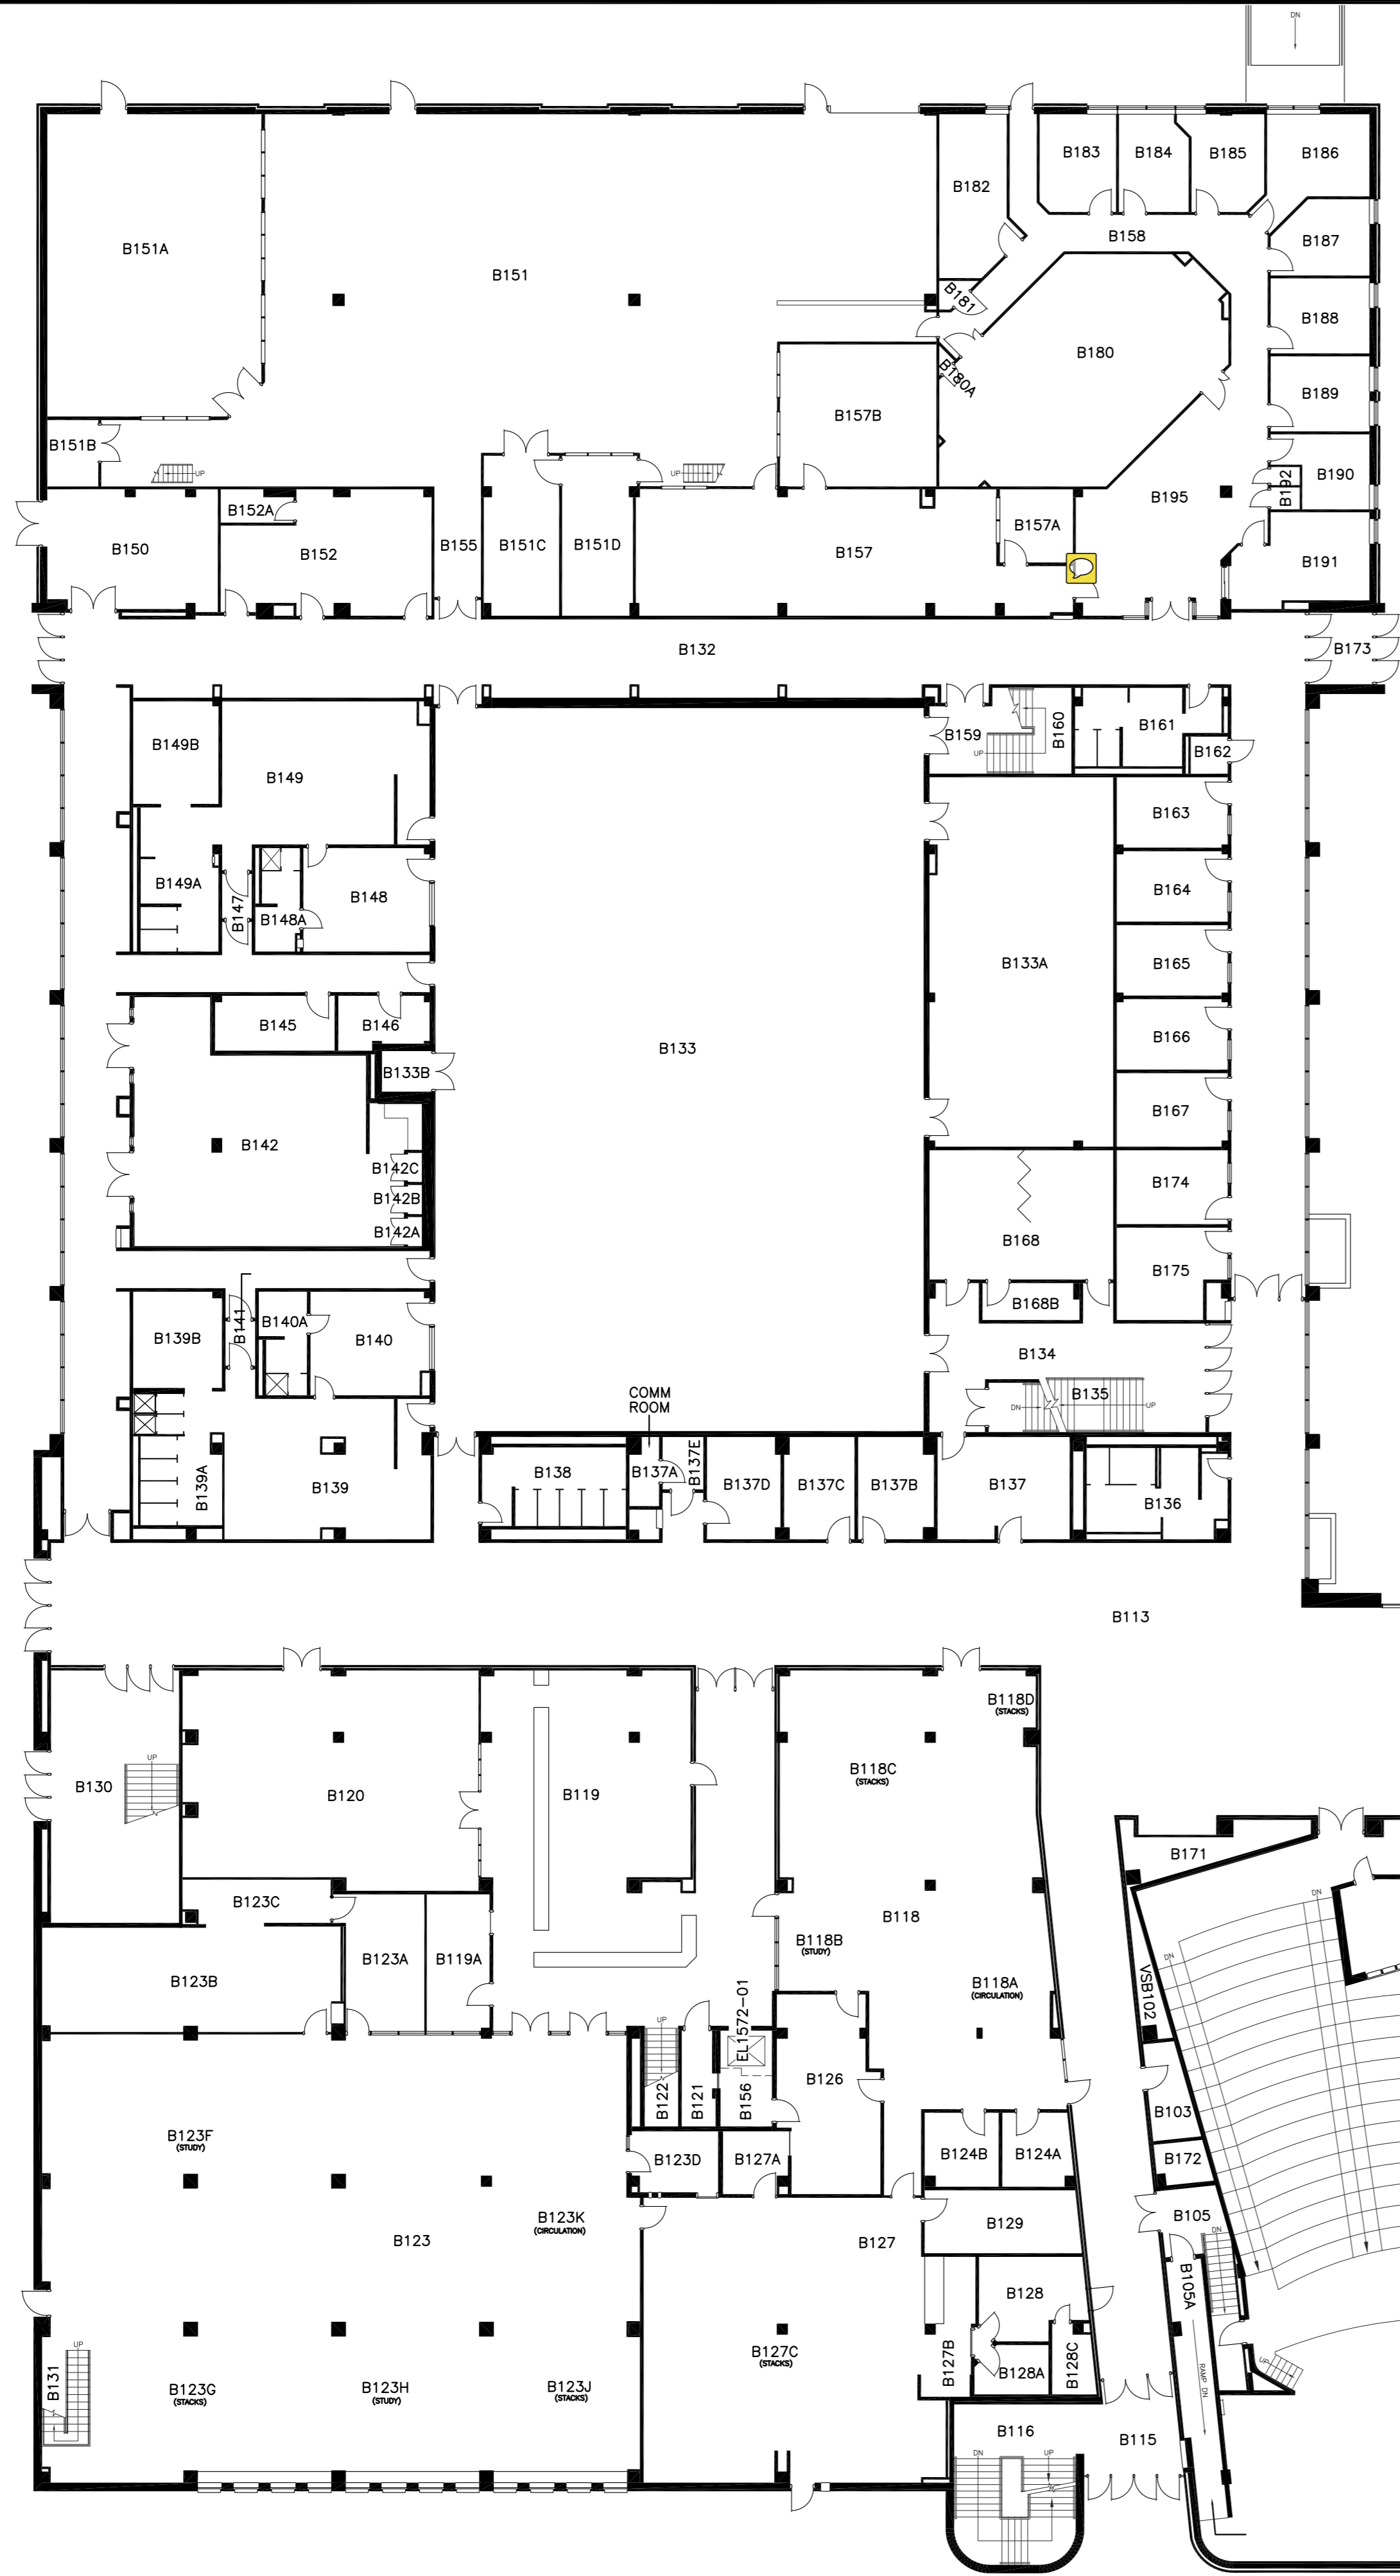 DN
B183
B184
B185
B186
B182
B187
B158
B151A
B151
B181
B188
B180
B180A
B189
B157B
B151B
UP
UP
B190
B192
B195
B152A
B150
B152
B155
B151C
B151D
B157
B157A
B191
B132
B173
B149B
B149
B159
UP
B160
B161
B162
B163
B149A
B147
B148A
B148
B164
B133A
B165
B145
B146
B133
B166
B133B
B167
B142
B142C
B142B
B142A
B174
B168
B175
B168B
B139B
B141
B140A
B140
B134
B135
DN
UP
COMM
ROOM
B139A
B139
B138
B137A
B137E
B137D
B137C
B137B
B137
B136
B113
B118D
(STACKS)
UP
B130
B120
B119
B118C
(STACKS)
B171
B123C
DN
B118
B123A
B119A
B118B
(STUDY)
DN
B123B
B118A
(CIRCULATION)
VSB102
EL1572-01
UP
B122
B121
B156
B126
B103
B123F
(STUDY)
B123D
B127A
B124B
B124A
B172
B123K
(CIRCULATION)
B129
B105
DN
B123
B127
B128
B105A
UP
B131
B127C
(STACKS)
B127B
B128A
B128C
UP
B123G
(STACKS)
B123H
(STUDY)
B123J
(STACKS)
RAMP DN
B116
B115
DN
UP